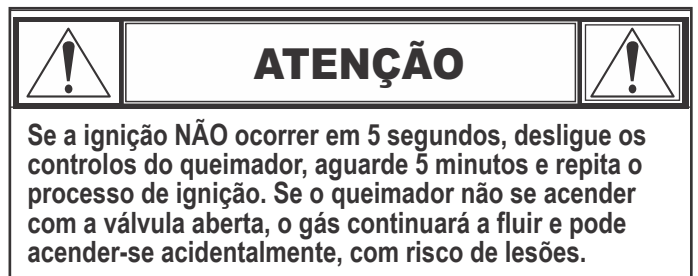 ATENÇÃO
Se a ignição NÃO ocorrer em 5 segundos, desligue os
controlos do queimador, aguarde 5 minutos e repita o
processo de ignição. Se o queimador não se acender
com a válvula aberta, o gás continuará a fluir e pode
acender-se acidentalmente, com risco de lesões.